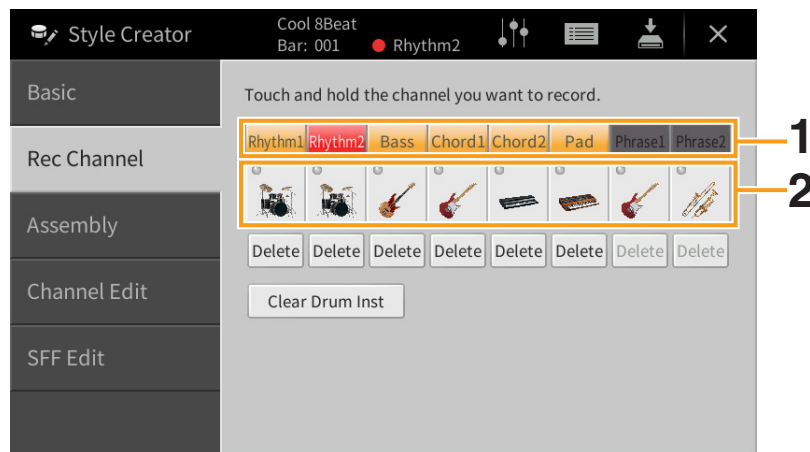 Style Creator
Cool 8Beat
Bar: 001 Rhythm2
Basic
Rec Channel
Assembly
Channel Edit
SFF Edit
Touch and hold the channel you want to record.
Rhythm1 Rhythm2 Bass Chord1 Chord2 Pad Phrase1 Phrase2 1
2
Delete Delete Delete Delete Delete Delete Delete Delete
Clear Drum Inst